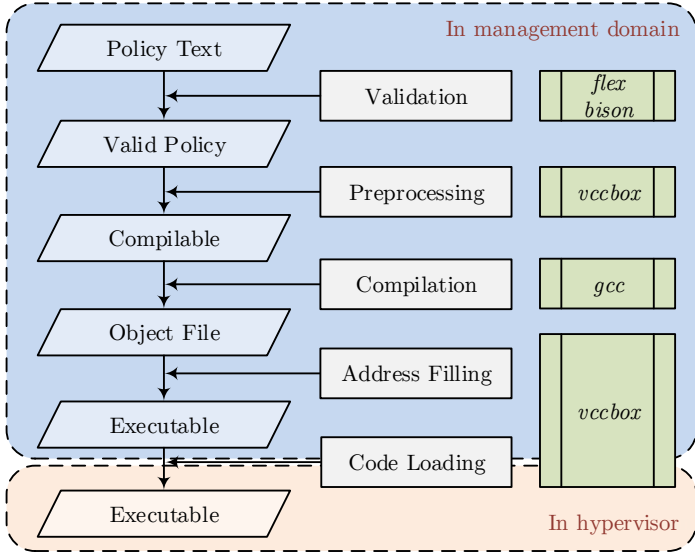 In management domain
Policy Text
Validation
flex
bison
Valid Policy
Preprocessing
vccbox
Compilable
Compilation
gcc
Object File
Address Filling
Executable
vccbox
Code Loading
Executable
In hypervisor